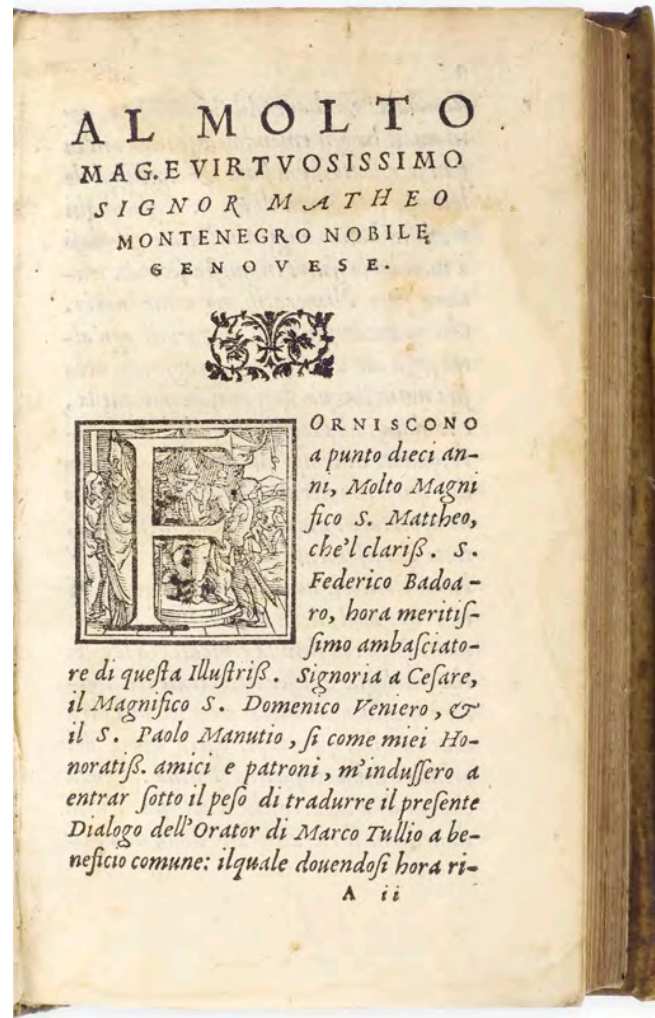 AL MOLTO
MAG. E VIRTVOSISSIMO
SIGNOR MATHEO
MONTENEGRO NOBILE
GENOVESE.
FORNISCONO
a punto dieci an-
ni, Molto Magni
fico S. Mattheo,
che'l clariß. S.
Federico Badoa-
ro, hora meritiſ-
ſimo ambaſciato-
re di queſta Illuſtriß. Signoria a Ceſare,
il Magnifico S. Domenico Veniero, &
il S. Paolo Manutio, ſi come miei Ho-
noratiß. amici e patroni, m'induſſero a
entrar ſotto il peſo di tradurre il preſente
Dialogo dell'Orator di Marco Tullio a be-
neficio comune: ilquale douendoſi hora ri-
A ii